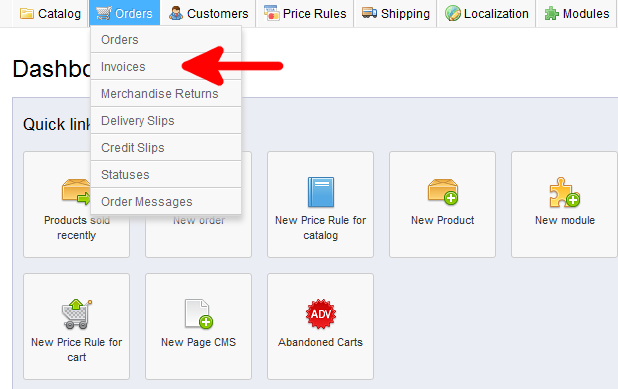 Catalog Orders Customers Price Rules Shipping Localization Modules
Orders
Invoices
Merchandise Returns
Delivery Slips
Credit Slips
Statuses
Order Messages
Dashbo
Quick link
Products sold
recently
New order
New Price Rule for
catalog
New Product
New module
New Price Rule for
cart
New Page CMS
ADV
Abandoned Carts